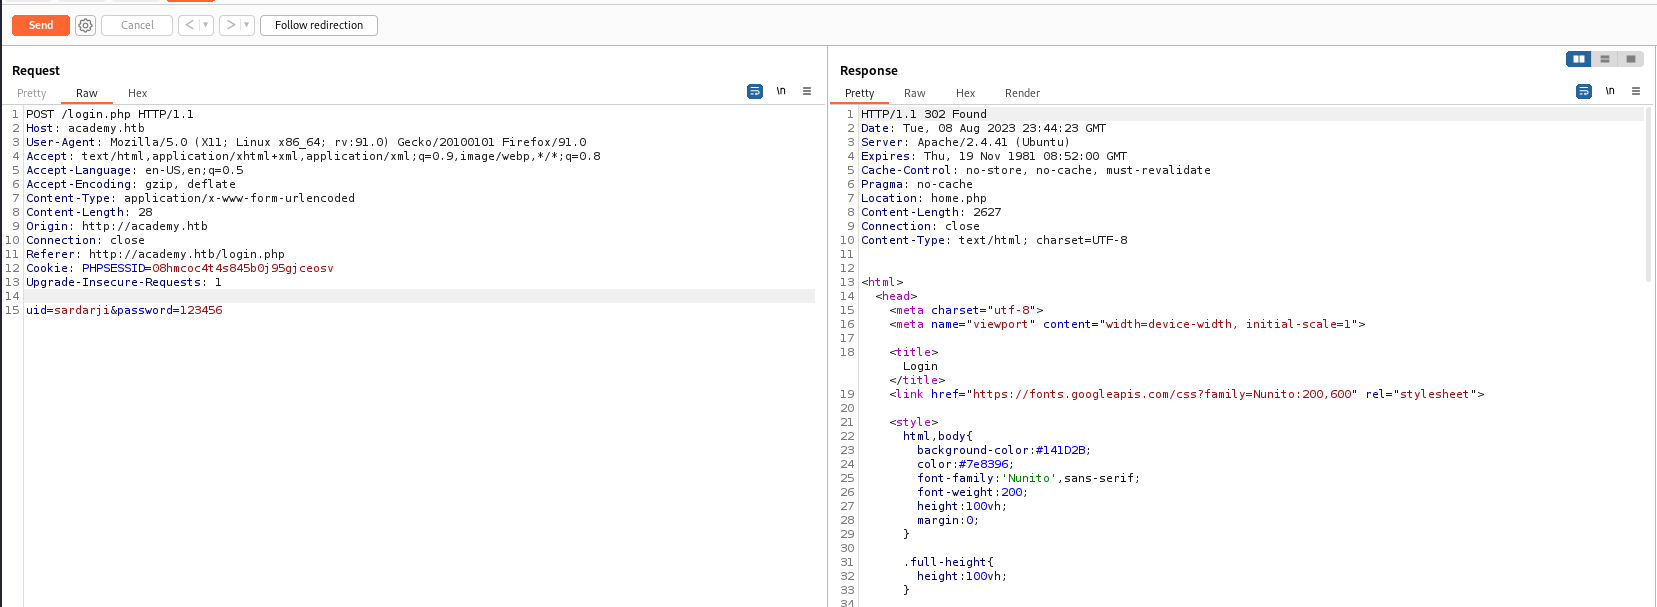 Send Cancel < > Follow redirection
Request
Pretty Raw Hex \n
1 POST /login.php HTTP/1.1
2 Host: academy.htb
3 User-Agent: Mozilla/5.0 (X11; Linux x86_64; rv:91.0) Gecko/20100101 Firefox/91.0
4 Accept: text/html,application/xhtml+xml,application/xml;q=0.9,image/webp,*/*;q=0.8
5 Accept-Language: en-US,en;q=0.5
6 Accept-Encoding: gzip, deflate
7 Content-Type: application/x-www-form-urlencoded
8 Content-Length: 28
9 Origin: http://academy.htb
10 Connection: close
11 Referer: http://academy.htb/login.php
12 Cookie: PHPSESSID=08hmcoc4t4s845b0j95gjceosv
13 Upgrade-Insecure-Requests: 1
14
15 uid=sardarji&password=123456
Response
Pretty Raw Hex Render \n
1 HTTP/1.1 302 Found
2 Date: Tue, 08 Aug 2023 23:44:23 GMT
3 Server: Apache/2.4.41 (Ubuntu)
4 Expires: Thu, 19 Nov 1981 08:52:00 GMT
5 Cache-Control: no-store, no-cache, must-revalidate
6 Pragma: no-cache
7 Location: home.php
8 Content-Length: 2627
9 Connection: close
10 Content-Type: text/html; charset=UTF-8
11
12
13 <html>
14 <head>
15 <meta charset="utf-8">
16 <meta name="viewport" content="width=device-width, initial-scale=1">
17
18 <title>
Login
</title>
19 <link href="https://fonts.googleapis.com/css?family=Nunito:200,600" rel="stylesheet">
20
21 <style>
22 html,body{
23 background-color:#141D2B;
24 color:#7e8396;
25 font-family:'Nunito',sans-serif;
26 font-weight:200;
27 height:100vh;
28 margin:0;
29 }
30
31 .full-height{
32 height:100vh;
33 }
34